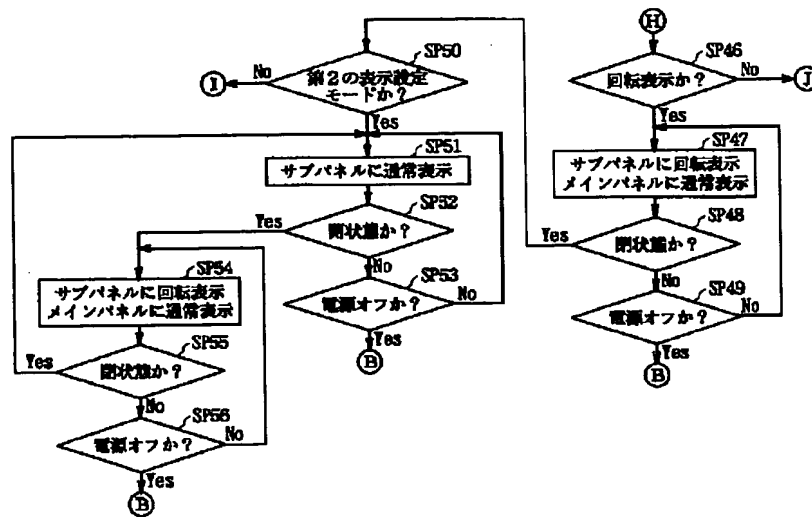 SP50
第2の表示設定
モードか?
No
I
Yes
SP51
サブパネルに通常表示
SP52
開状態か?
Yes
No
SP53
電源オフか?
No
Yes
B
SP54
サブパネルに回転表示
メインパネルに通常表示
SP55
閉状態か?
Yes
No
SP56
電源オフか?
No
Yes
B
H
SP46
回転表示か?
No
J
Yes
SP47
サブパネルに回転表示
メインパネルに通常表示
SP48
閉状態か?
Yes
No
SP49
電源オフか?
No
Yes
B